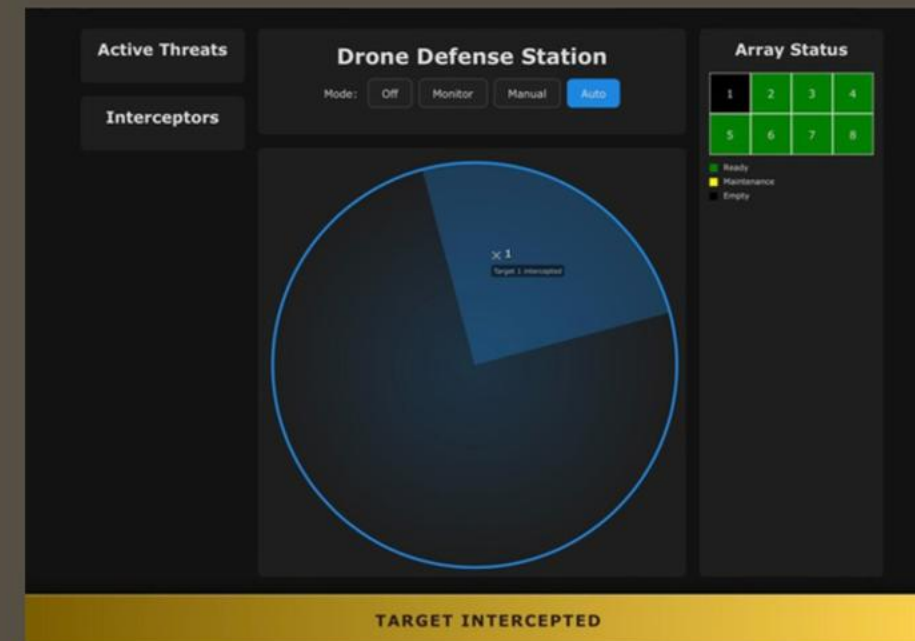 Active Threats
Interceptors
Drone Defense Station
Mode: Off Monitor Manual Auto
× 1
Target 1 intercepted
Array Status
1 2 3 4
5 6 7 8
Ready
Maintenance
Empty
TARGET INTERCEPTED